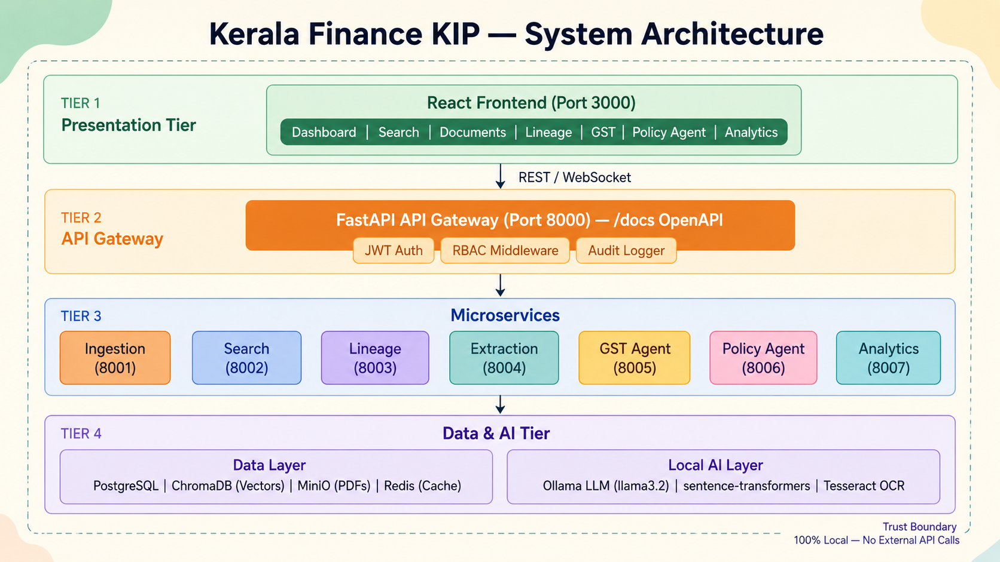 Kerala Finance KIP — System Architecture
TIER 1
Presentation Tier
React Frontend (Port 3000)
Dashboard | Search | Documents | Lineage | GST | Policy Agent | Analytics
REST / WebSocket
TIER 2
API Gateway
FastAPI API Gateway (Port 8000) — /docs OpenAPI
JWT Auth
RBAC Middleware
Audit Logger
TIER 3
Microservices
Ingestion
(8001)
Search
(8002)
Lineage
(8003)
Extraction
(8004)
GST Agent
(8005)
Policy Agent
(8006)
Analytics
(8007)
TIER 4
Data & AI Tier
Data Layer
PostgreSQL | ChromaDB (Vectors) | MiniO (PDFs) | Redis (Cache)
Local AI Layer
Ollama LLM (llama3.2) | sentence-transformers | Tesseract OCR
Trust Boundary
100% Local — No External API Calls